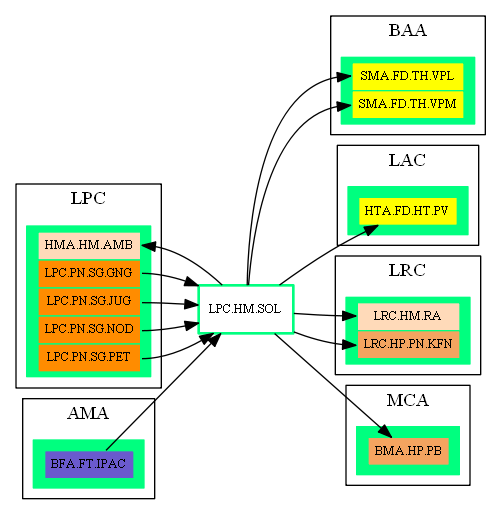 BAA
SMA.FD.TH.VPL
SMA.FD.TH.VPM
LAC
HTA.FD.HT.PV
LPC
HMA.HM.AMB
LPC.PN.SG.GNG
LPC.PN.SG.JUG
LPC.PN.SG.NOD
LPC.PN.SG.PET
LPC.HM.SOL
LRC
LRC.HM.RA
LRC.HP.PN.KFN
AMA
BFA.FT.IPAC
MCA
BMA.HP.PB